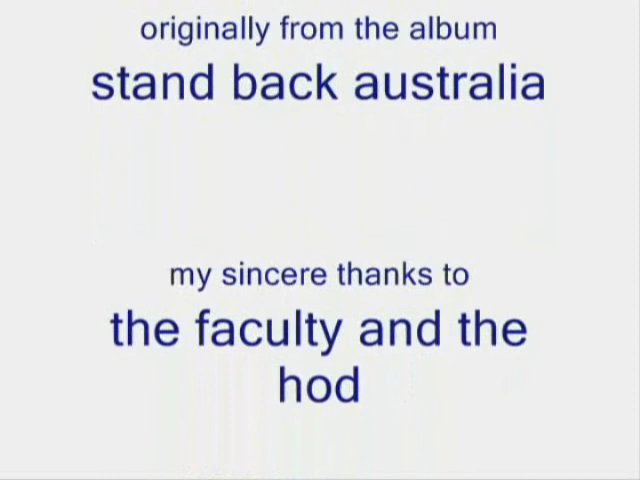 originally from the album
stand back australia
my sincere thanks to
the faculty and the
hod